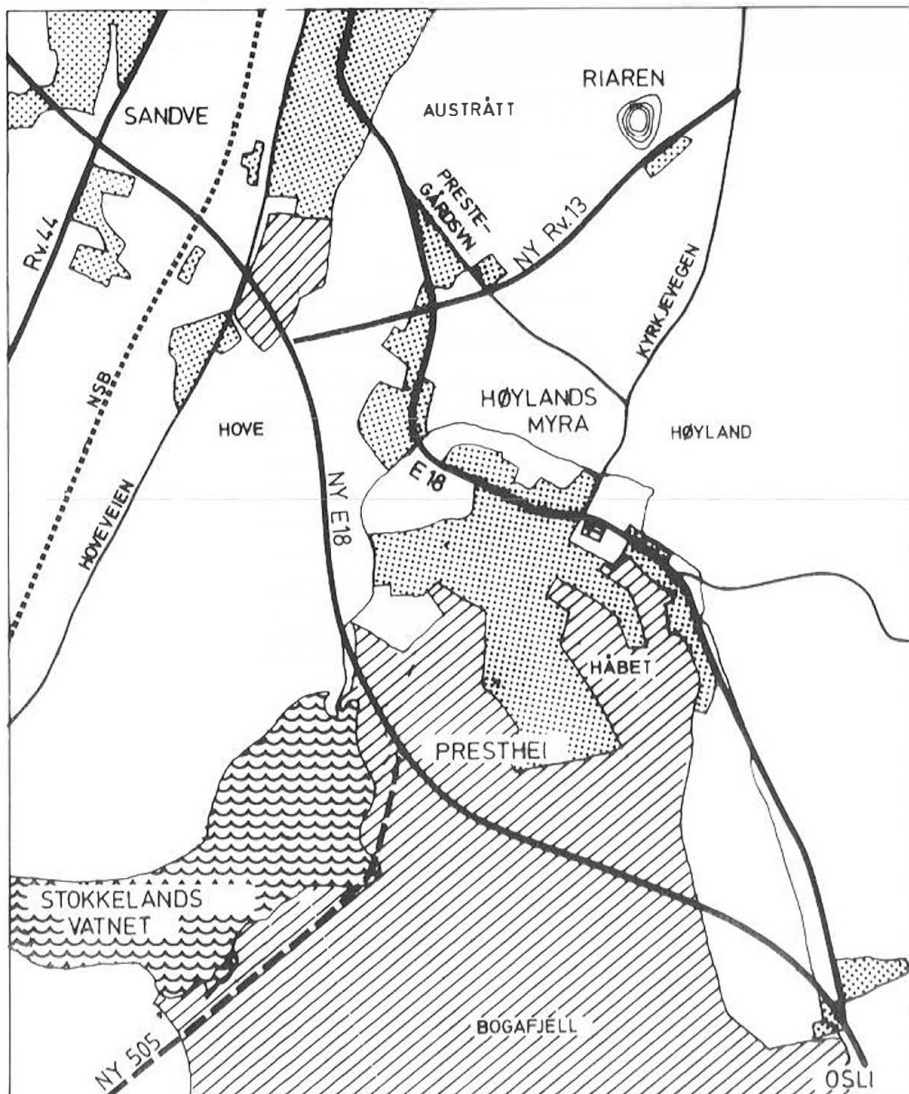 RIAREN
SANDVE
AUSTRÅTT
PRESTE-
GÅRDSVN
NY Rv.13
Rv.44
KYRKJEVEGEN
NSB
HØYLANDS
MYRA
HOVE
HØYLAND
E18
NY E18
HOVEVEIEN
HÅBET
PRESTHEI
STOKKELANDS
VATNET
BOGAFJELL
NY 505
OSLI